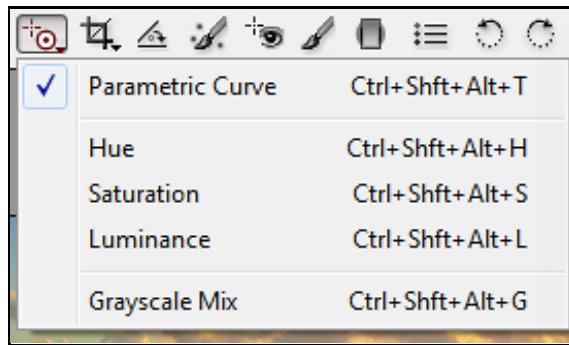 Parametric Curve Ctrl+Shft+Alt+T
Hue Ctrl+Shft+Alt+H
Saturation Ctrl+Shft+Alt+S
Luminance Ctrl+Shft+Alt+L
Grayscale Mix Ctrl+Shft+Alt+G